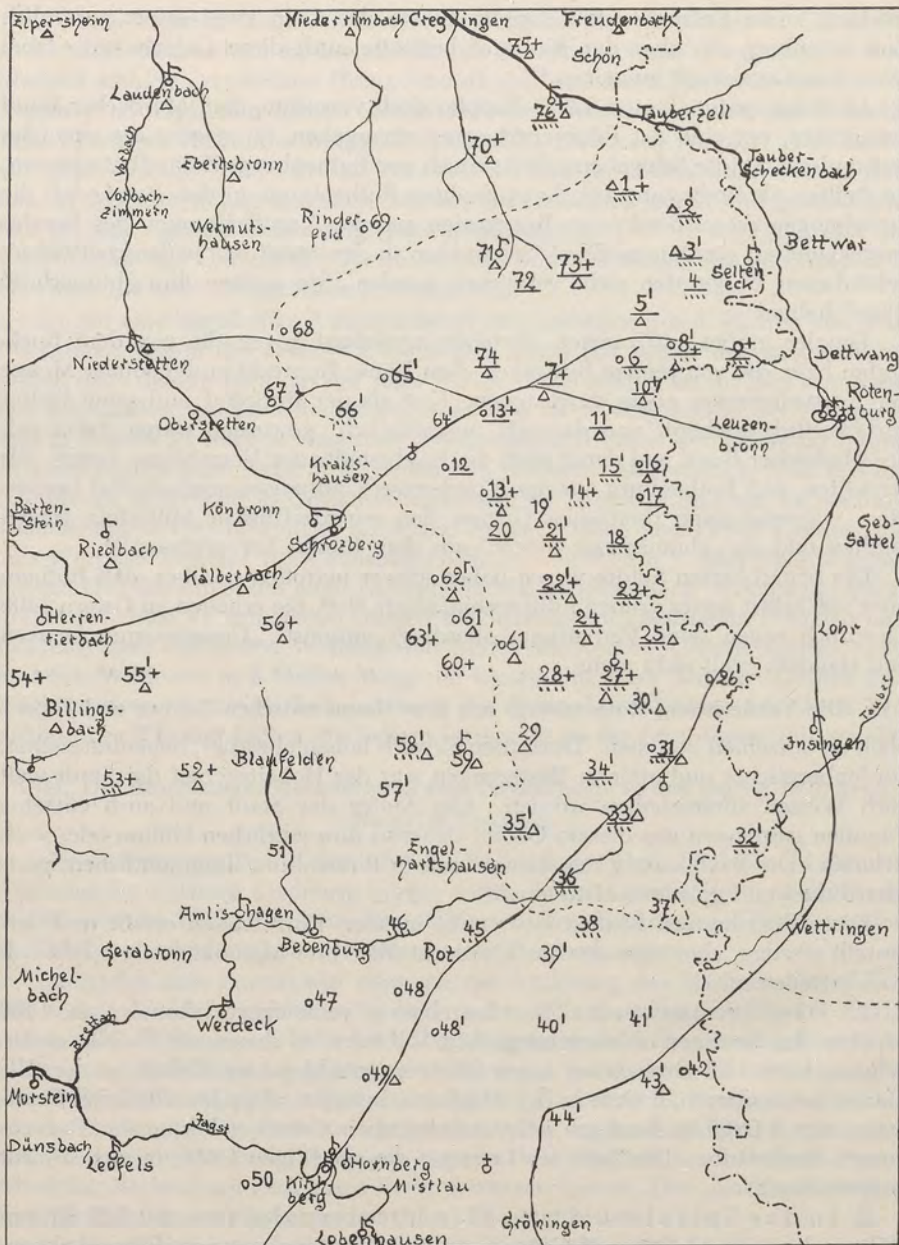 Elpersheim
Niederrimbach
Creglingen
Freudenbach
75+
Schön
Laudenbach
76
Tauberzell
Vorbach
70+
Tauber-
Scheckenbach
Ebertsbronn
1+
Vorbach-
zimmern
Wermuts-
hausen
Rinder-
feld
69
2
Bettwar
71
73'+
3'
Selten-
eck
72
4
5'
68
Niederstetten
74
6
8+
9+
Dettwang
65'
7+
67
10+
Roten-
burg
66'
64'
13+
11'
Leuzen-
bronn
Oberstetten
Krails-
hausen
12
15'
16
Barten-
stein
Könbronn
13+
14+
17
19'
Riedbach
Schrozberg
20
21'
18
Geb-
Sattel
Kälberbach
62'
22+
23+
Herren-
tierbach
61
24
56+
63'+
61
25'
Lohr
54+
55'
60+
28+
27+
26'
Billings-
bach
30'
Tauber
29
Insingen
58+
59
31
53+
52+
Blaufelden
57'
34'
33'
35'
32'
51'
Engel-
hartshausen
36
Amlishagen
46
37'
Bebenburg
45
38
Wettringen
Gerabronn
Rot
39'
Michel-
bach
47
48
Werdeck
Brettach
48'
40'
41'
49
43'
42'
Morstein
44'
Jagst
Dünsbach
Leofels
Hornberg
50
Kirch-
berg
Mistlau
Gröningen
Lobenhausen